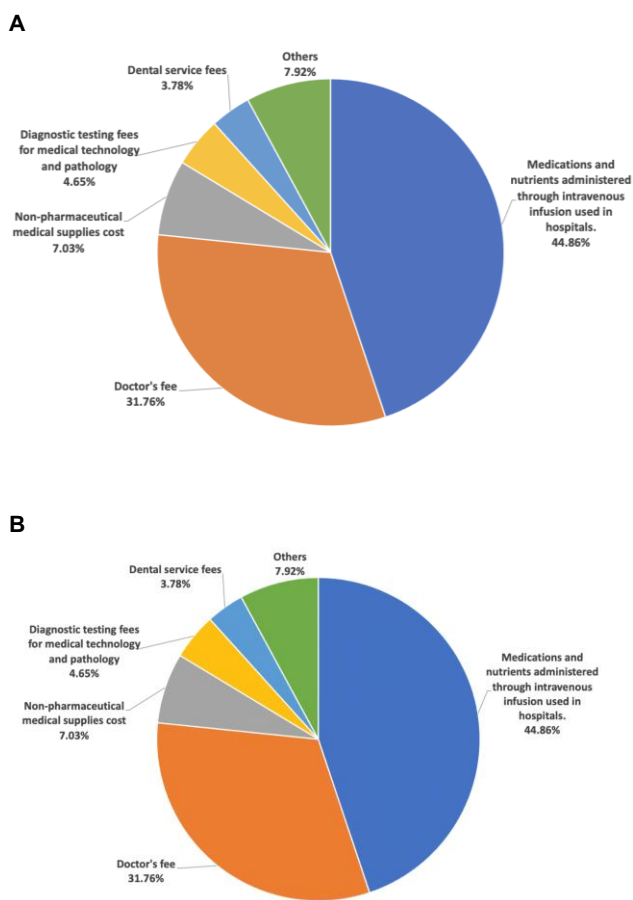 A
Others
7.92%
Dental service fees
3.78%
Diagnostic testing fees
for medical technology
and pathology
4.65%
Non-pharmaceutical
medical supplies cost
7.03%
Medications and
nutrients administered
through intravenous
infusion used in
hospitals.
44.86%
Doctor's fee
31.76%
B
Others
7.92%
Dental service fees
3.78%
Diagnostic testing fees
for medical technology
and pathology
4.65%
Non-pharmaceutical
medical supplies cost
7.03%
Medications and
nutrients administered
through intravenous
infusion used in
hospitals.
44.86%
Doctor's fee
31.76%